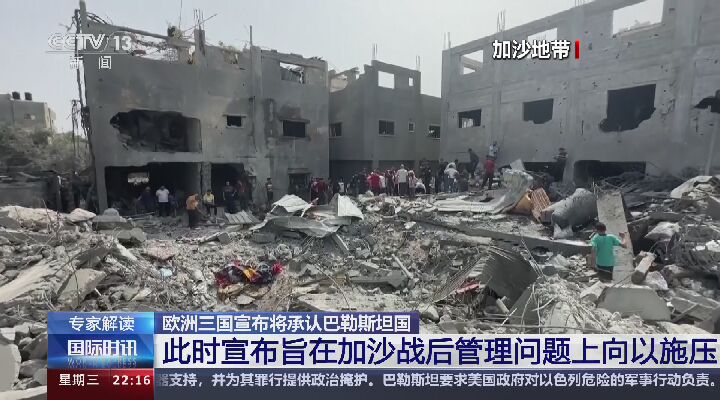 CCTV 13
新闻
加沙地带
专家解读
国际时讯
欧洲三国宣布将承认巴勒斯坦国
此时宣布旨在加沙战后管理问题上向以施压
星期三 22:16
支持，并为其罪行提供政治掩护。巴勒斯坦要求美国政府对以色列危险的军事行动负责。